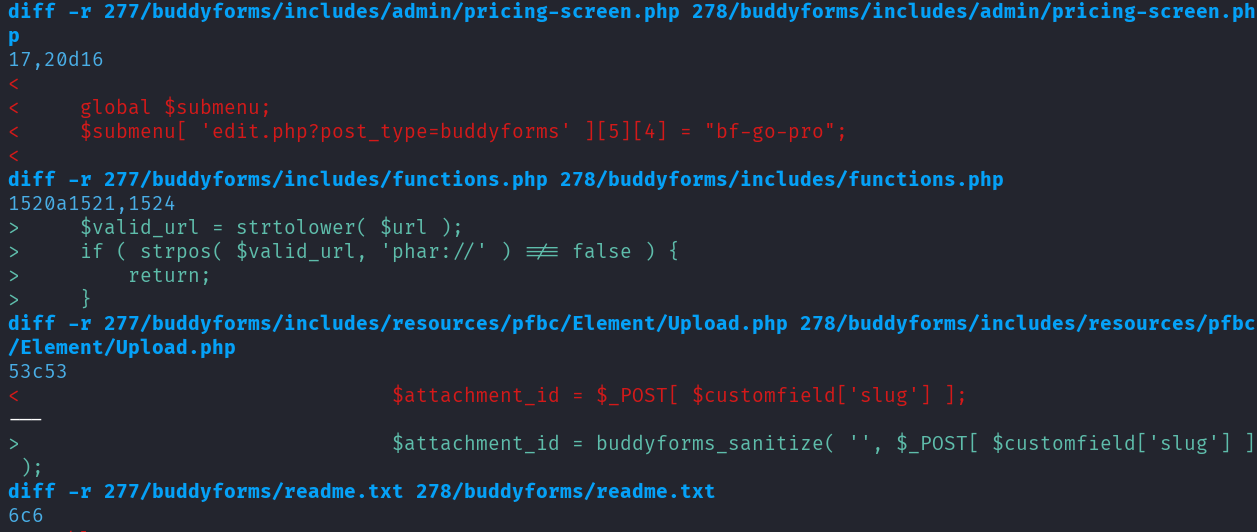 diff -r 277/buddyforms/includes/admin/pricing-screen.php 278/buddyforms/includes/admin/pricing-screen.ph
p
17,20d16
<
<     global $submenu;
<     $submenu[ 'edit.php?post_type=buddyforms' ][5][4] = "bf-go-pro";
<
diff -r 277/buddyforms/includes/functions.php 278/buddyforms/includes/functions.php
1520a1521,1524
>     $valid_url = strtolower( $url );
>     if ( strpos( $valid_url, 'phar://' ) !== false ) {
>         return;
>     }
diff -r 277/buddyforms/includes/resources/pfbc/Element/Upload.php 278/buddyforms/includes/resources/pfbc
/Element/Upload.php
53c53
<                               $attachment_id = $_POST[ $customfield['slug'] ];
---
>                               $attachment_id = buddyforms_sanitize( '', $_POST[ $customfield['slug'] ]
 );
diff -r 277/buddyforms/readme.txt 278/buddyforms/readme.txt
6c6